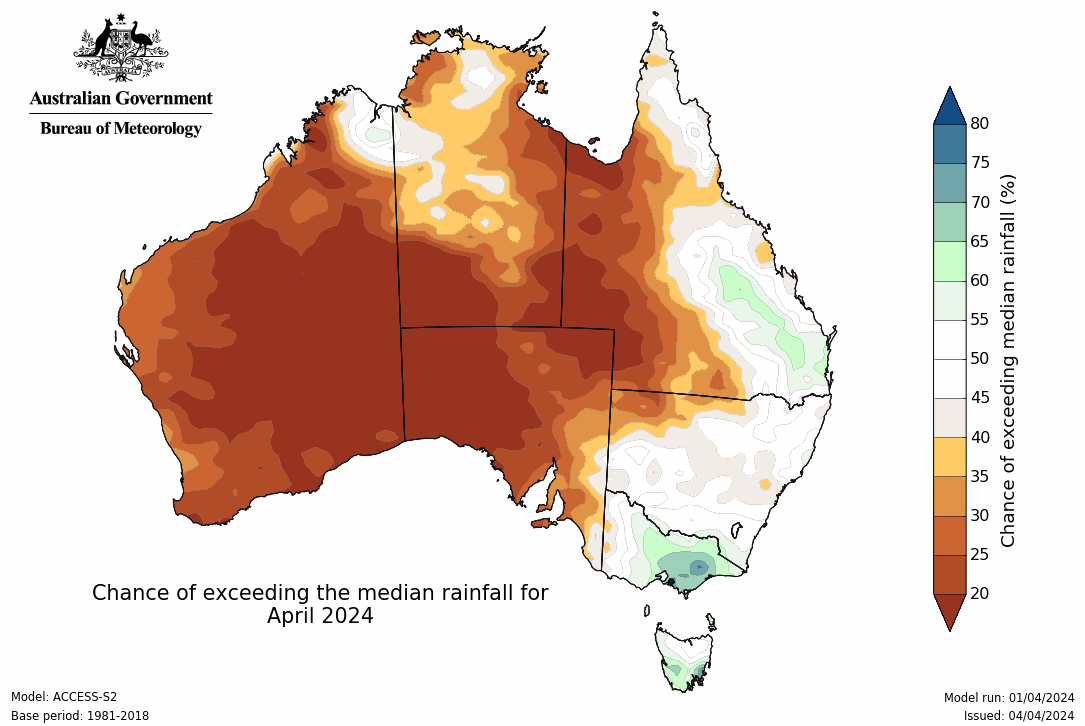 Australian Government
Bureau of Meteorology
80
75
70
65
60
55
50
45
40
35
30
25
20
Chance of exceeding median rainfall (%)
Chance of exceeding the median rainfall for
April 2024
Model: ACCESS-S2
Base period: 1981-2018
Model run: 01/04/2024
Issued: 04/04/2024